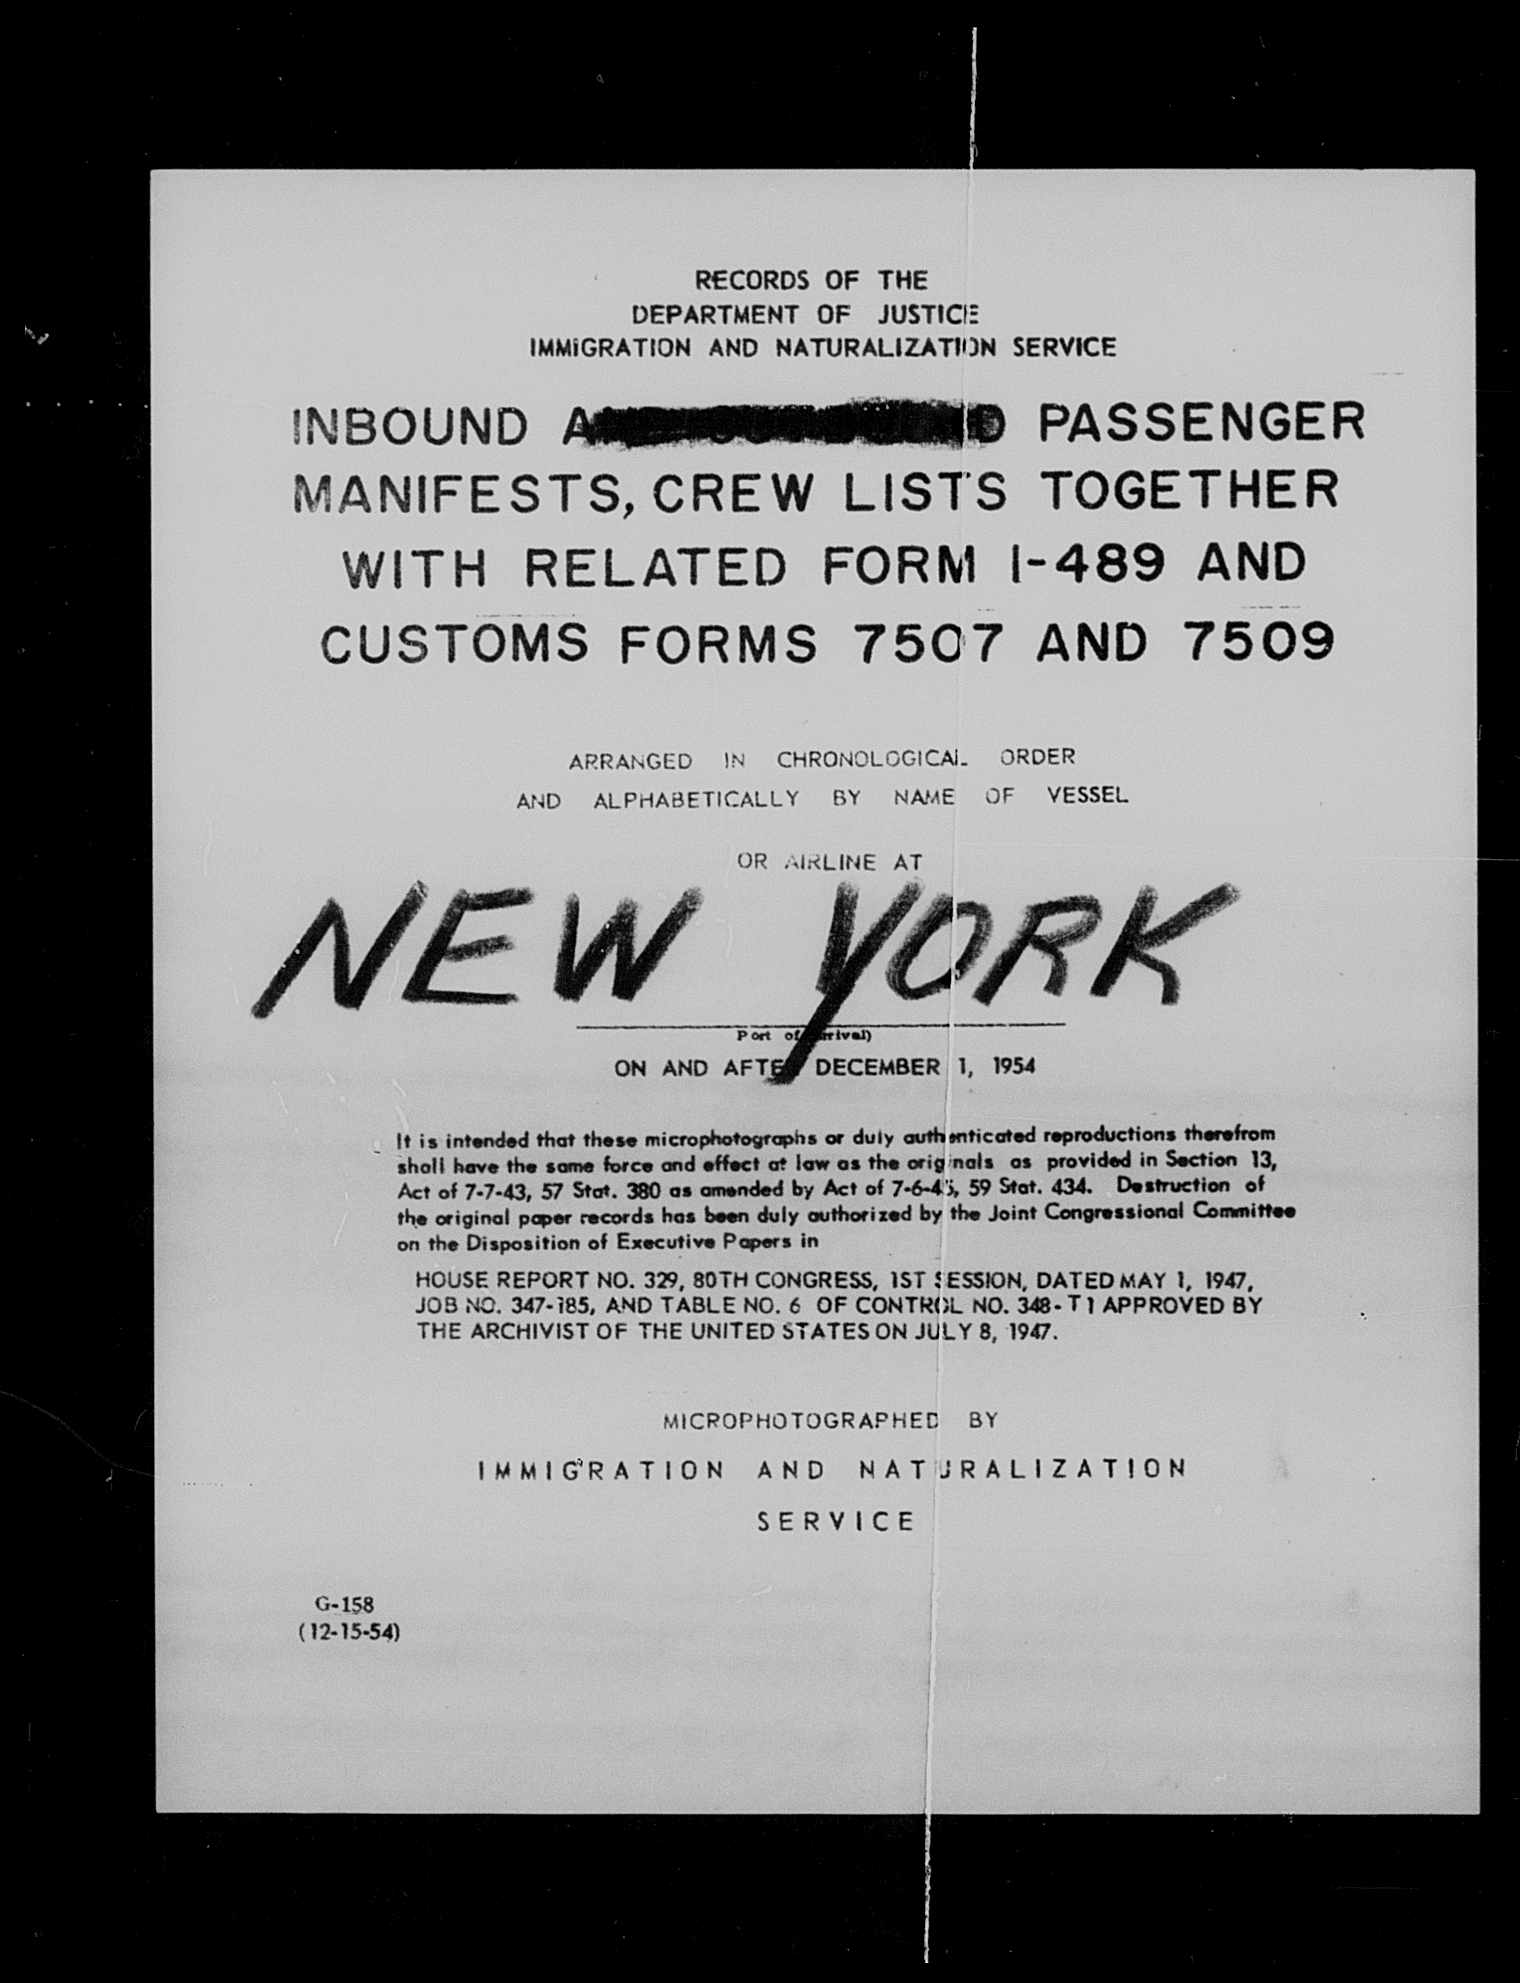 RECORDS OF THE
DEPARTMENT OF JUSTICE
IMMIGRATION AND NATURALIZATION SERVICE
INBOUND PASSENGER
MANIFESTS, CREW LISTS TOGETHER
WITH RELATED FORM I-489 AND
CUSTOMS FORMS 7507 AND 7509
ARRANGED IN CHRONOLOGICAL ORDER
AND ALPHABETICALLY BY NAME OF VESSEL
OR AIRLINE AT
NEW YORK
Port of Arrival)
ON AND AFTER DECEMBER 1, 1954
It is intended that these microphotographs or duly authenticated reproductions therefrom
shall have the same force and effect at law as the originals as provided in Section 13,
Act of 7-7-43, 57 Stat. 380 as amended by Act of 7-6-45, 59 Stat. 434. Destruction of
the original paper records has been duly authorized by the Joint Congressional Committee
on the Disposition of Executive Papers in
HOUSE REPORT NO. 329, 80TH CONGRESS, 1ST SESSION, DATED MAY 1, 1947,
JOB NO. 347-185, AND TABLE NO. 6 OF CONTROL NO. 348-T1 APPROVED BY
THE ARCHIVIST OF THE UNITED STATES ON JULY 8, 1947.
MICROPHOTOGRAPHED BY
IMMIGRATION AND NATURALIZATION
SERVICE
G-158
(12-15-54)